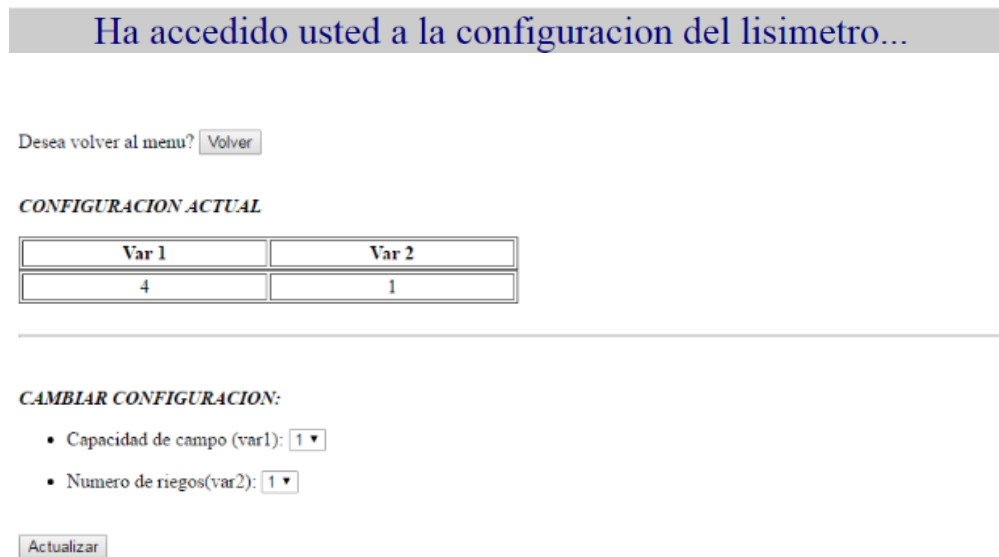 Ha accedido usted a la configuracion del lisimetro...
Desea volver al menu? Volver
CONFIGURACION ACTUAL
Var 1 Var 2
4 1
CAMBIAR CONFIGURACION:
• Capacidad de campo (var1): 1
• Numero de riegos(var2): 1
Actualizar